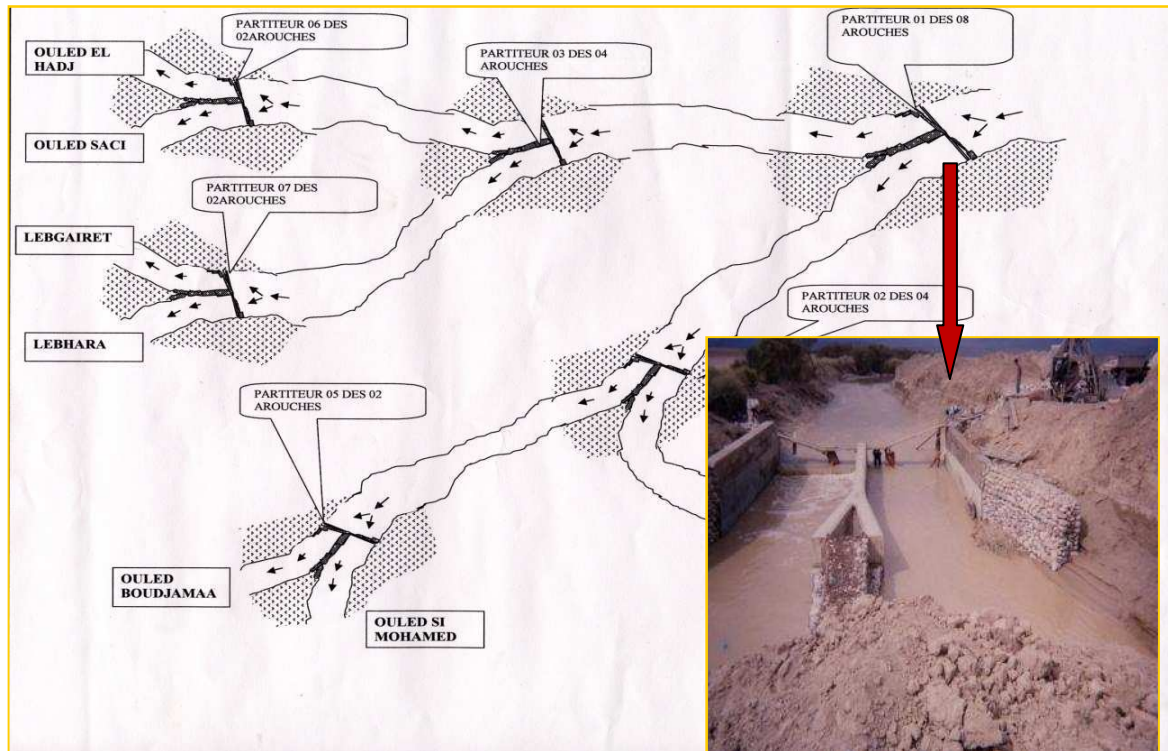 PARTITEUR 06 DES
02AROUCHES
OULED EL
HADJ
PARTITEUR 03 DES 04
AROUCHES
PARTITEUR 01 DES 08
AROUCHES
OULED SACI
PARTITEUR 07 DES
02AROUCHES
LEBGAIRET
LEBHARA
PARTITEUR 02 DES 04
AROUCHES
PARTITEUR 05 DES 02
AROUCHES
OULED
BOUDJAMAA
OULED SI
MOHAMED